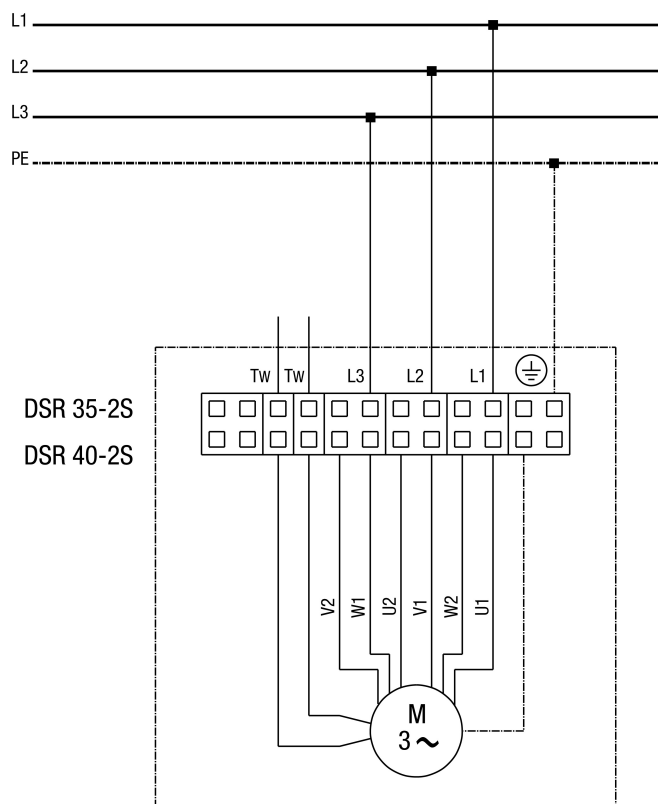 L1
L2
L3
PE
Tw Tw L3 L2 L1
DSR 35-2S
DSR 40-2S
V2 W1 U2 V1 W2 U1
M
3~